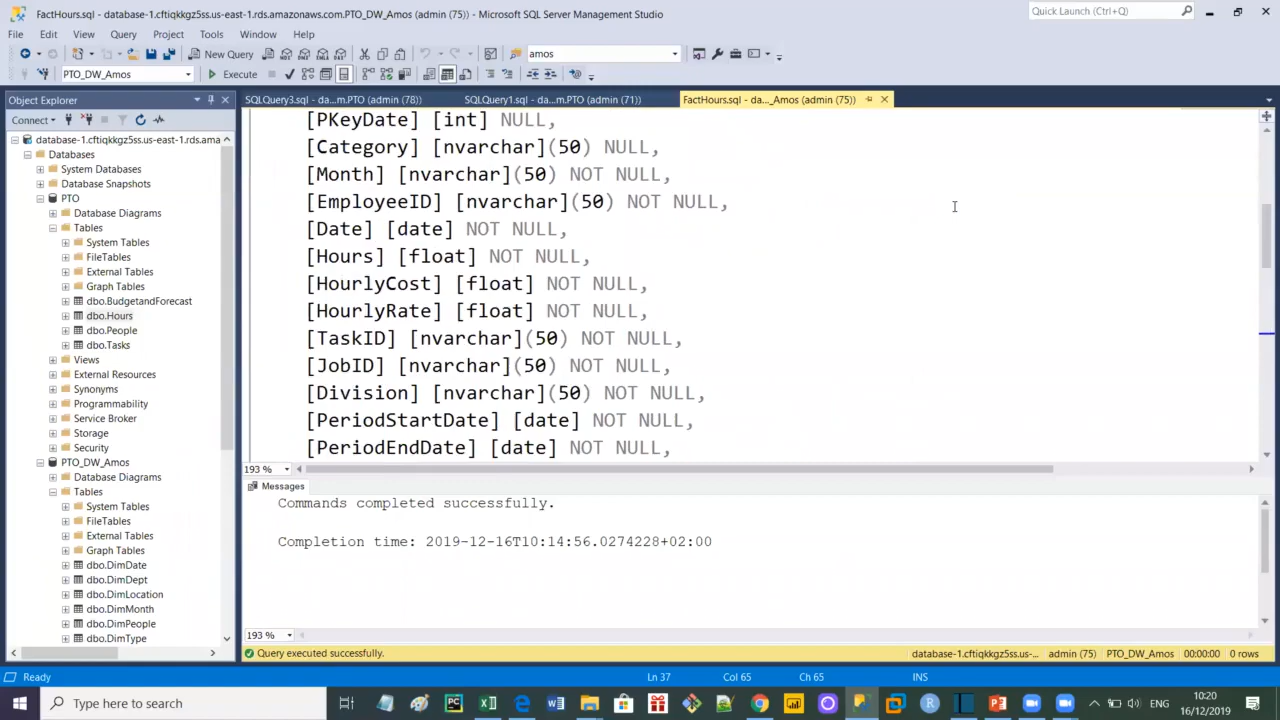 FactHours.sql - database-1.cftiqkkgz5ss.us-east-1.rds.amazonaws.com.PTO_DW_Amos (admin (75)) - Microsoft SQL Server Management Studio
Quick Launch (Ctrl+Q)
File Edit View Query Project Tools Window Help
New Query
amos
PTO_DW_Amos
Execute
Object Explorer
SQLQuery3.sql - da...m.PTO (admin (78))
SQLQuery1.sql - da...m.PTO (admin (71))
FactHours.sql - da..._Amos (admin (75))
Connect
database-1.cftiqkkgz5ss.us-east-1.rds.ama
Databases
System Databases
Database Snapshots
PTO
Database Diagrams
Tables
System Tables
FileTables
External Tables
Graph Tables
dbo.BudgetandForecast
dbo.Hours
dbo.People
dbo.Tasks
Views
External Resources
Synonyms
Programmability
Service Broker
Storage
Security
PTO_DW_Amos
Database Diagrams
Tables
System Tables
FileTables
External Tables
Graph Tables
dbo.DimDate
dbo.DimDept
dbo.DimLocation
dbo.DimMonth
dbo.DimPeople
dbo.DimType
[PKeyDate] [int] NULL,
[Category] [nvarchar](50) NULL,
[Month] [nvarchar](50) NOT NULL,
[EmployeeID] [nvarchar](50) NOT NULL,
[Date] [date] NOT NULL,
[Hours] [float] NOT NULL,
[HourlyCost] [float] NOT NULL,
[HourlyRate] [float] NOT NULL,
[TaskID] [nvarchar](50) NOT NULL,
[JobID] [nvarchar](50) NOT NULL,
[Division] [nvarchar](50) NOT NULL,
[PeriodStartDate] [date] NOT NULL,
[PeriodEndDate] [date] NOT NULL,
193 %
Messages
Commands completed successfully.
Completion time: 2019-12-16T10:14:56.0274228+02:00
193 %
Query executed successfully.
database-1.cftiqkkgz5ss.us-... admin (75) PTO_DW_Amos 00:00:00 0 rows
Ready
Ln 37
Col 65
Ch 65
INS
Type here to search
ENG
10:20
16/12/2019